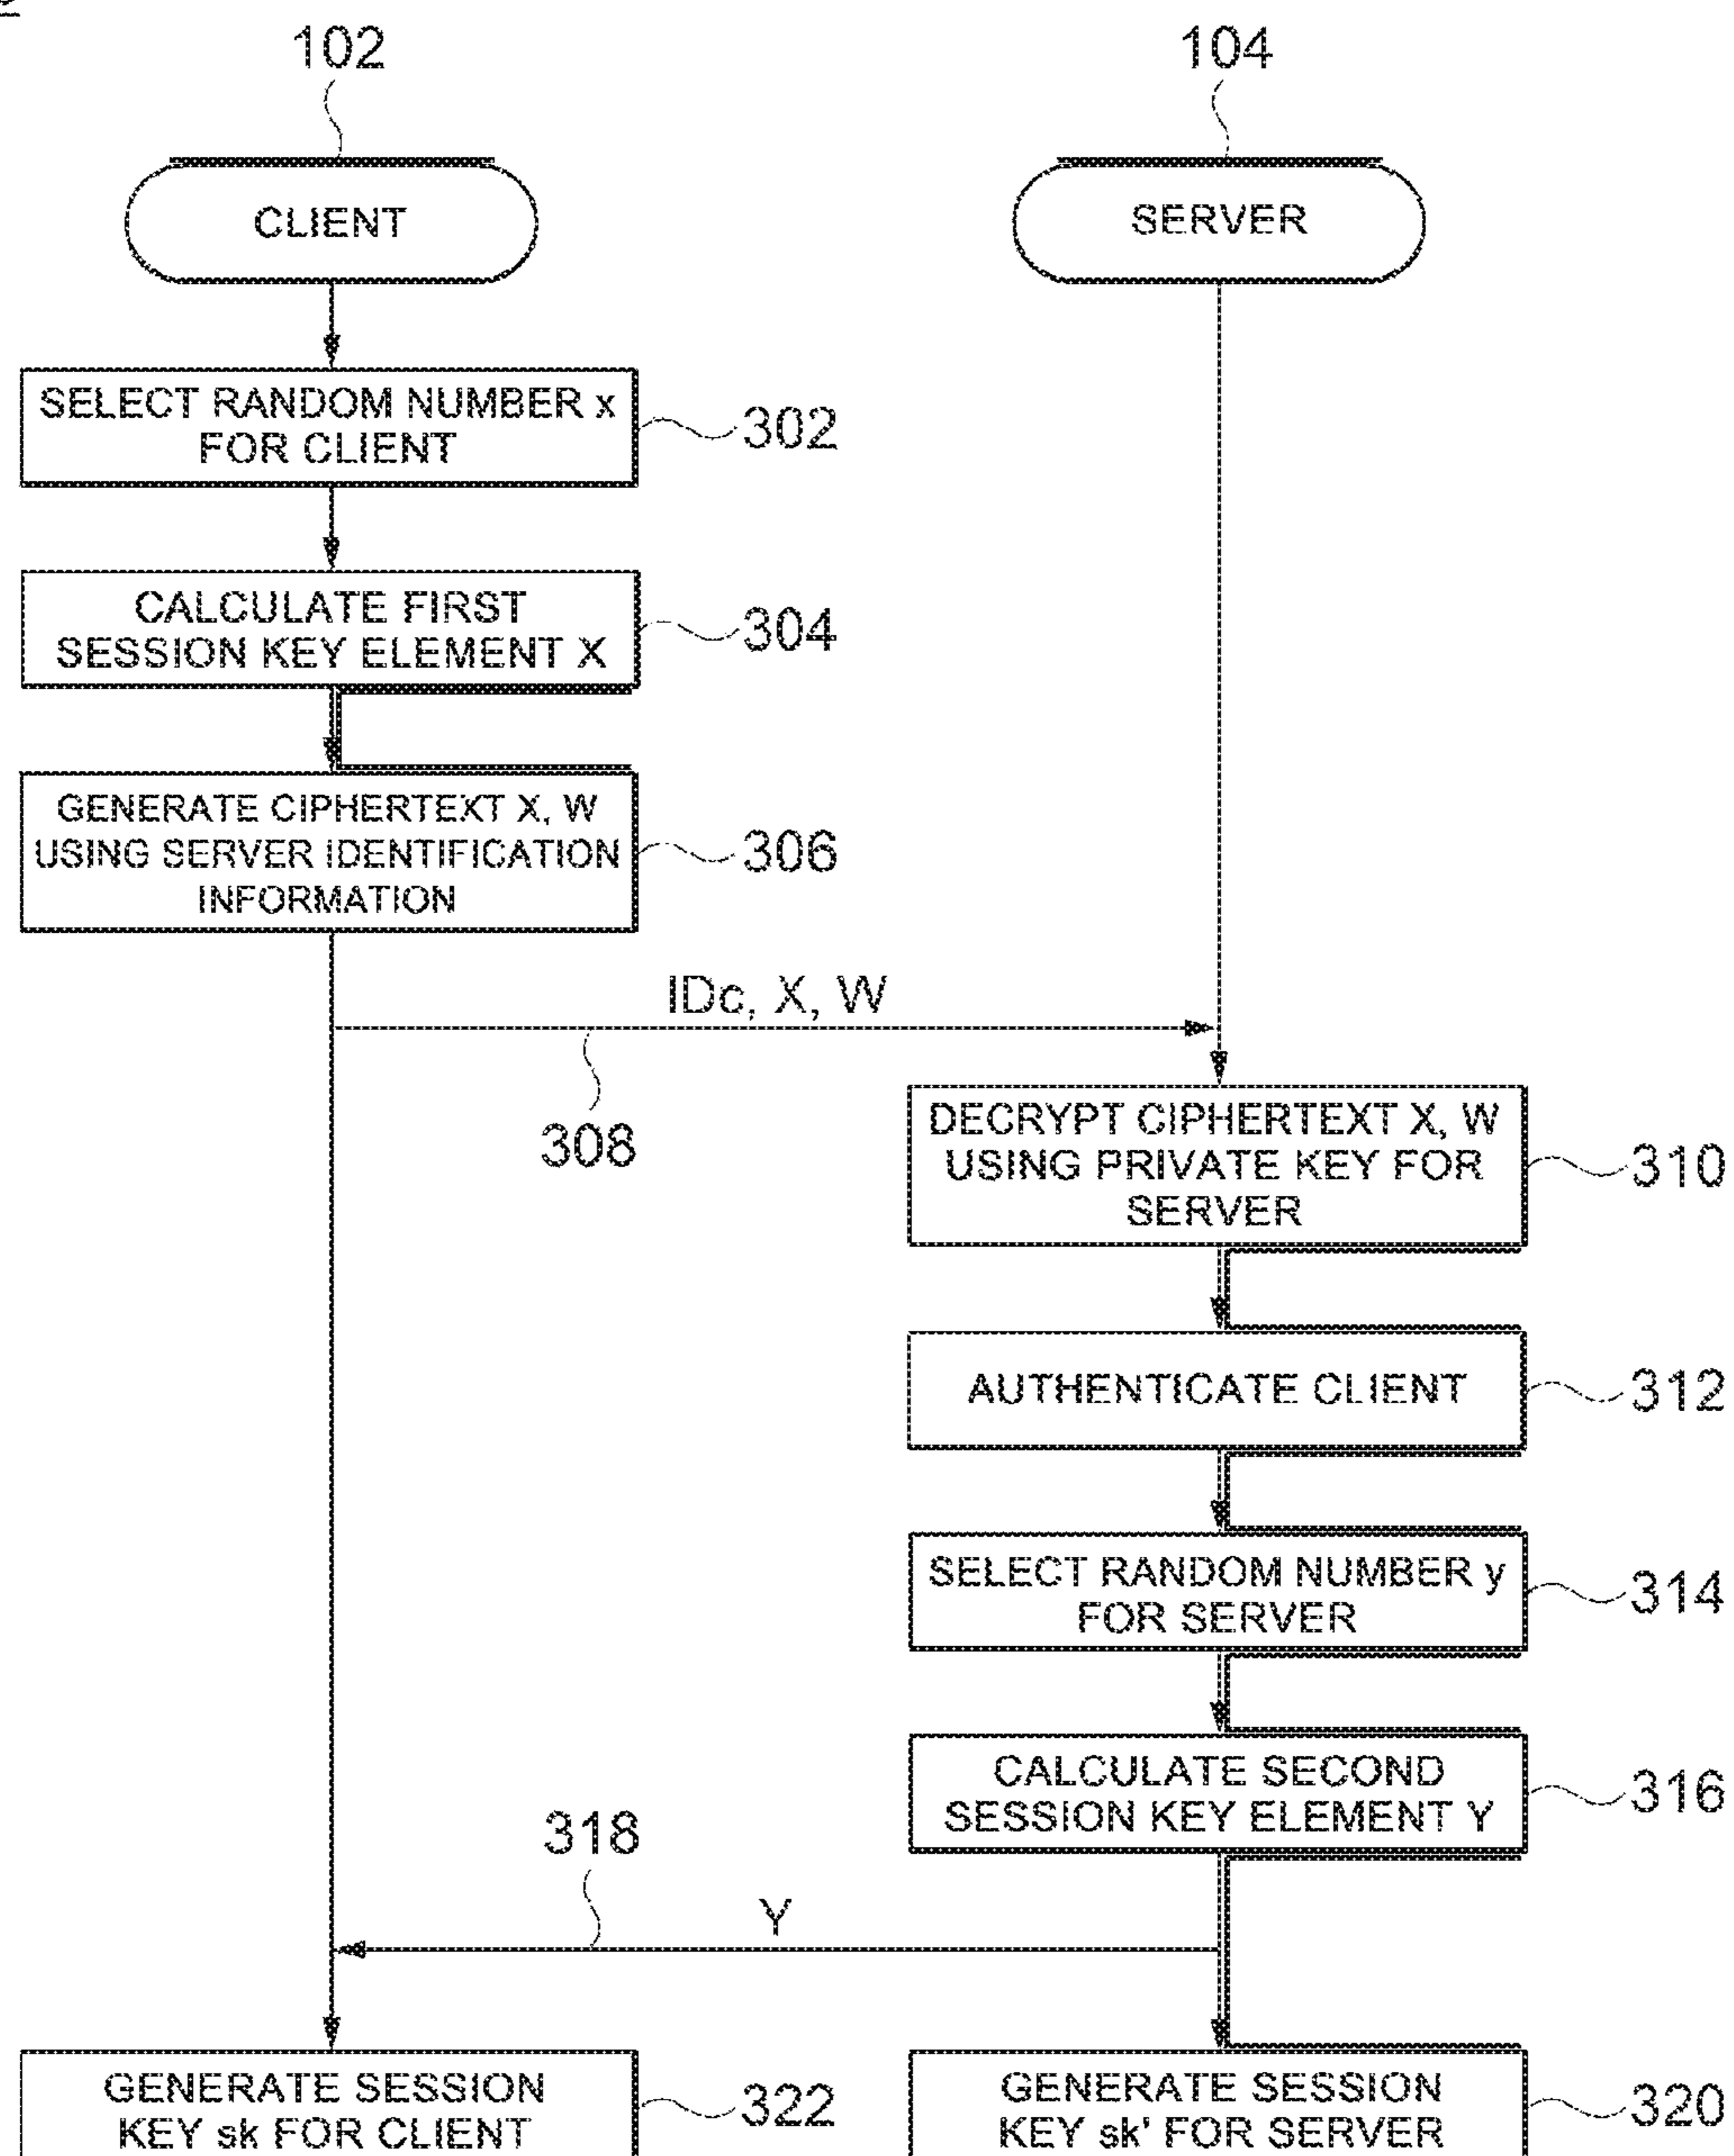 102
104
CLIENT
SERVER
SELECT RANDOM NUMBER x
FOR CLIENT
302
CALCULATE FIRST
SESSION KEY ELEMENT X
304
GENERATE CIPHERTEXT X, W
USING SERVER IDENTIFICATION
INFORMATION
306
IDc, X, W
308
DECRYPT CIPHERTEXT X, W
USING PRIVATE KEY FOR
SERVER
310
AUTHENTICATE CLIENT
312
SELECT RANDOM NUMBER y
FOR SERVER
314
CALCULATE SECOND
SESSION KEY ELEMENT Y
316
318
Y
GENERATE SESSION
KEY sk FOR CLIENT
322
GENERATE SESSION
KEY sk' FOR SERVER
320